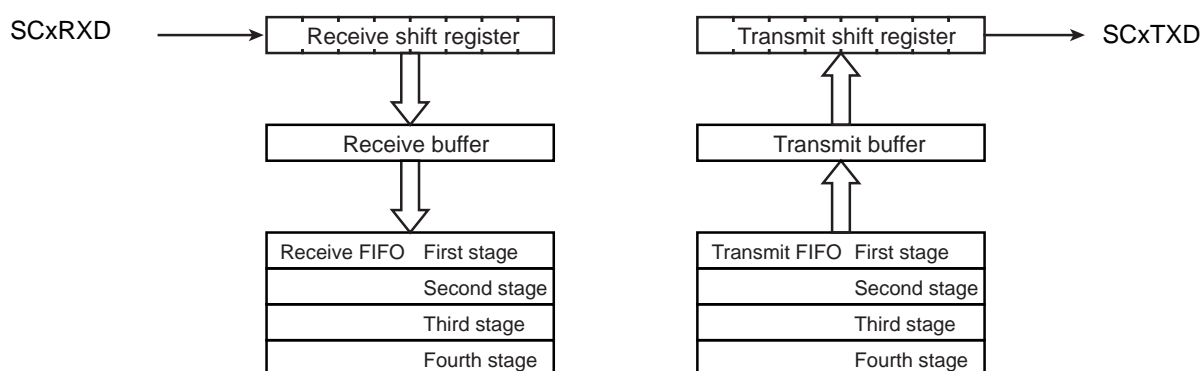 SCxRXD
Receive shift register
Receive buffer
Receive FIFO First stage
Second stage
Third stage
Fourth stage
Transmit shift register
SCxTXD
Transmit buffer
Transmit FIFO First stage
Second stage
Third stage
Fourth stage